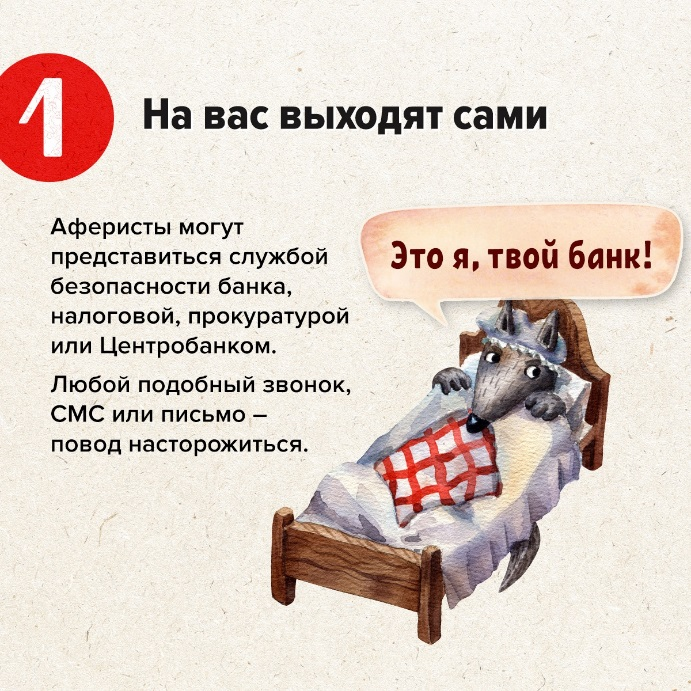 1
На вас выходят сами
Аферисты могут
представиться службой
безопасности банка,
налоговой, прокуратурой
или Центробанком.
Любой подобный звонок,
СМС или письмо –
повод насторожиться.
Это я, твой банк!